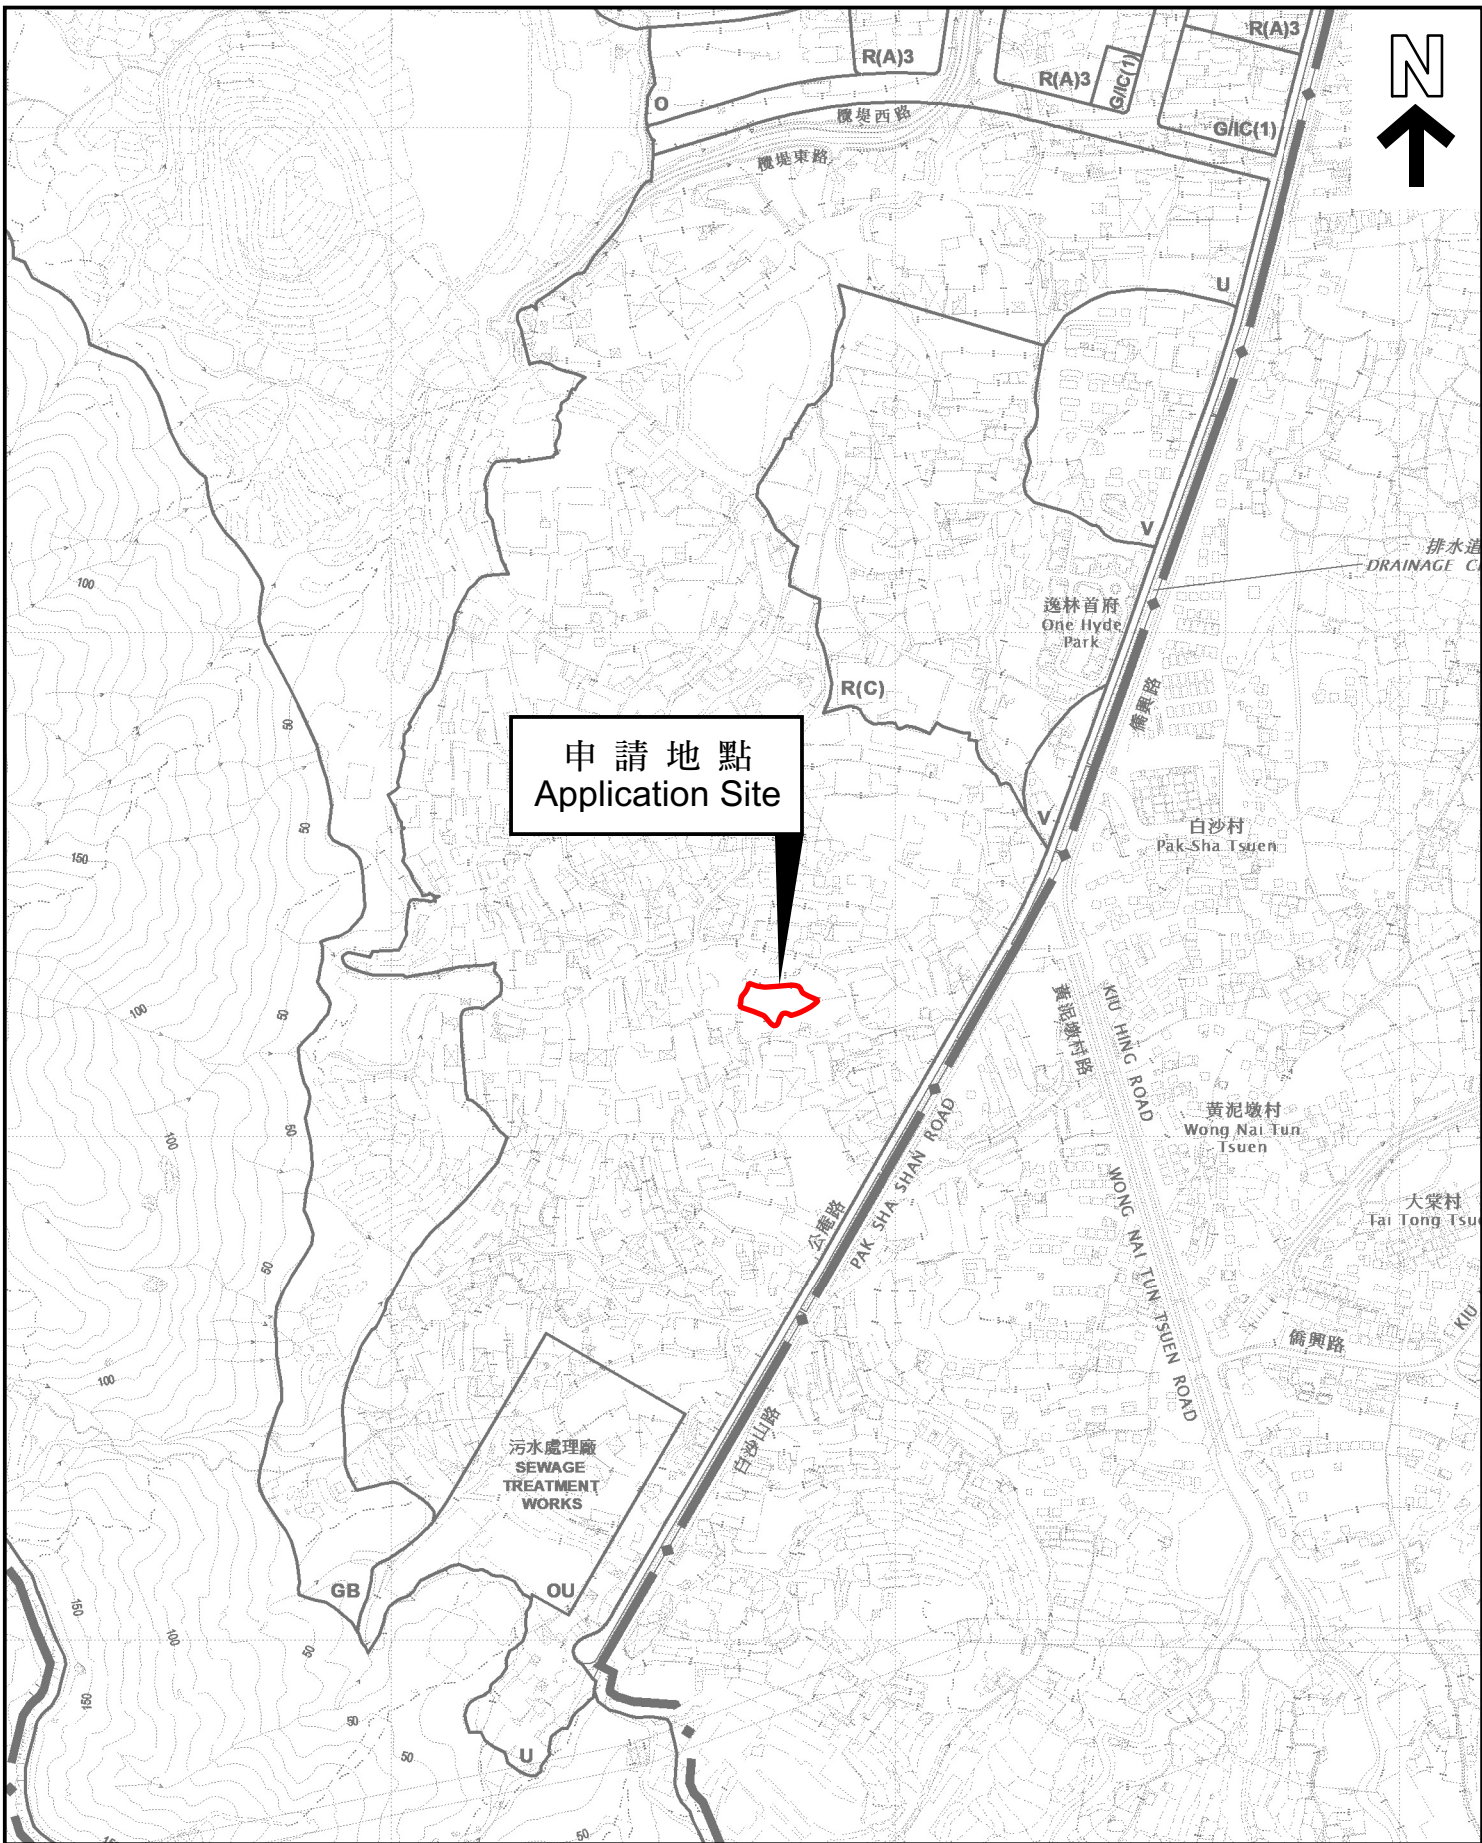 R(A)3
R(A)3
R(A)3
G/IC(1)
G/IC(1)
N
O
欖堤西路
欖堤東路
U
V
排水道
DRAINAGE
逸林首府
One Hyde
Park
100
R(C)
僑興路
50
申請地點
Application Site
50
150
V
白沙村
Pak Sha Tsuen
100
50
黃泥墩村路
KIU HING ROAD
黃泥墩村
Wong Nai Tun
Tsuen
50
100
大棠村
Tai Tong
公庵路
PAK SHA SHAN ROAD
WONG NAI TUN TSUEN ROAD
50
KIU
僑興路
100
白沙山路
污水處理廠
SEWAGE
TREATMENT
WORKS
GB
OU
150
100
50
150
50
50
U
50